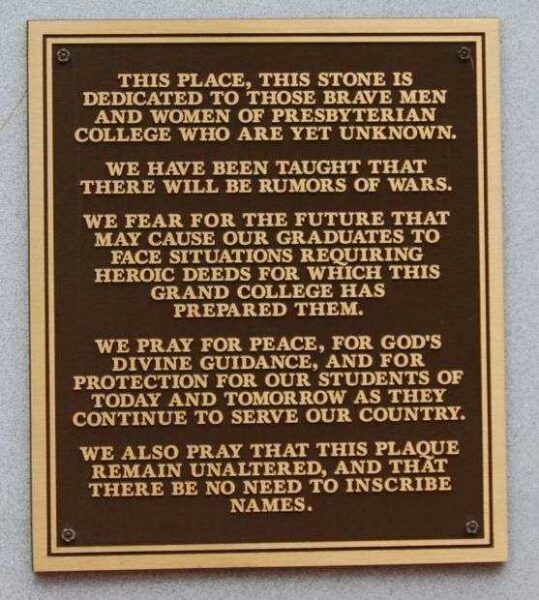 THIS PLACE, THIS STONE IS
DEDICATED TO THOSE BRAVE MEN
AND WOMEN OF PRESBYTERIAN
COLLEGE WHO ARE YET UNKNOWN.
WE HAVE BEEN TAUGHT THAT
THERE WILL BE RUMORS OF WARS.
WE FEAR FOR THE FUTURE THAT
MAY CAUSE OUR GRADUATES TO
FACE SITUATIONS REQUIRING
HEROIC DEEDS FOR WHICH THIS
GRAND COLLEGE HAS
PREPARED THEM.
WE PRAY FOR PEACE, FOR GOD'S
DIVINE GUIDANCE, AND FOR
PROTECTION FOR OUR STUDENTS OF
TODAY AND TOMORROW AS THEY
CONTINUE TO SERVE OUR COUNTRY.
WE ALSO PRAY THAT THIS PLAQUE
REMAIN UNALTERED, AND THAT
THERE BE NO NEED TO INSCRIBE
NAMES.